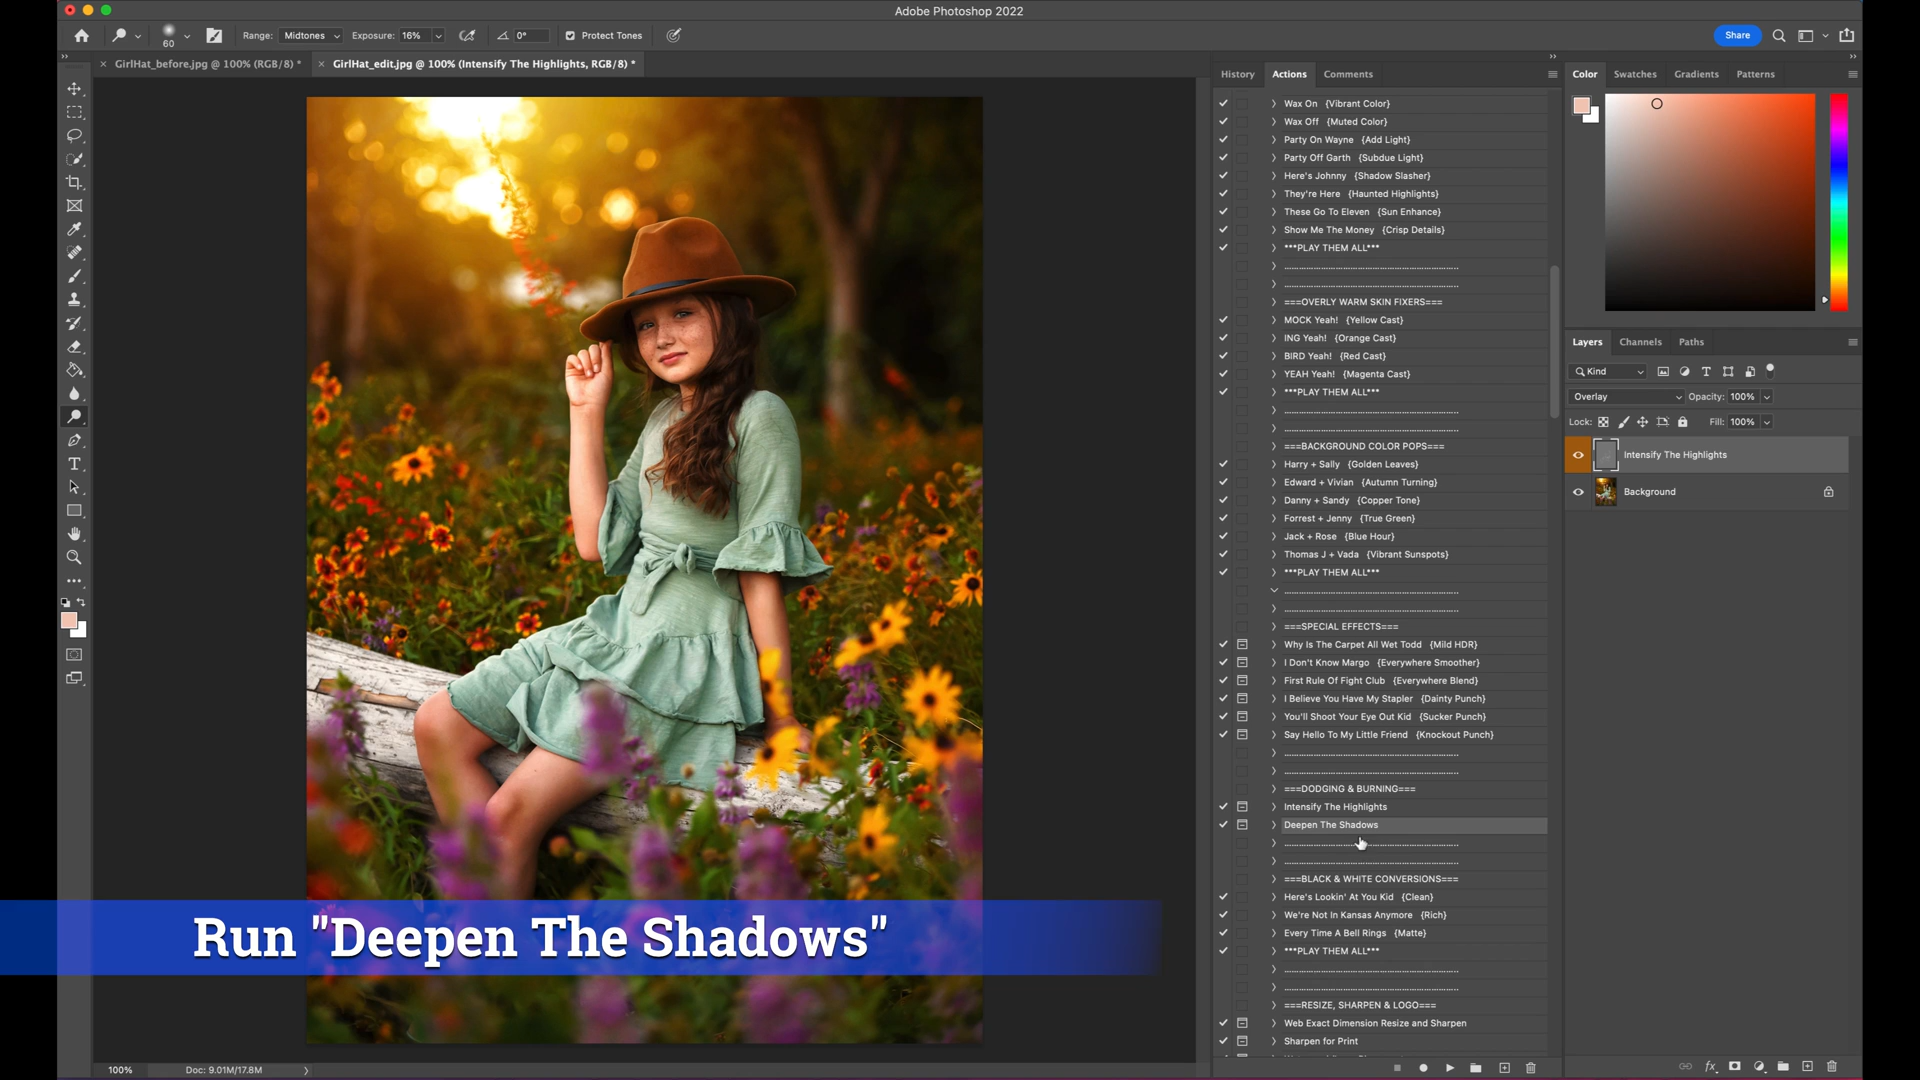 Adobe Photoshop 2022
60
Range: Midtones Exposure: 16% 0° Protect Tones
Share
GirlHat_before.jpg @ 100% (RGB/8) *
GirlHat_edit.jpg @ 100% (Intensify The Highlights, RGB/8) *
History Actions Comments
Wax On {Vibrant Color}
Wax Off {Muted Color}
Party On Wayne {Add Light}
Party Off Garth {Subdue Light}
Here's Johnny {Shadow Slasher}
They're Here {Haunted Highlights}
These Go To Eleven {Sun Enhance}
Show Me The Money {Crisp Details}
***PLAY THEM ALL***
===OVERLY WARM SKIN FIXERS===
MOCK Yeah! {Yellow Cast}
ING Yeah! {Orange Cast}
BIRD Yeah! {Red Cast}
YEAH Yeah! {Magenta Cast}
***PLAY THEM ALL***
===BACKGROUND COLOR POPS===
Harry + Sally {Golden Leaves}
Edward + Vivian {Autumn Turning}
Danny + Sandy {Copper Tone}
Forrest + Jenny {True Green}
Jack + Rose {Blue Hour}
Thomas J + Vada {Vibrant Sunspots}
***PLAY THEM ALL***
===SPECIAL EFFECTS===
Why Is The Carpet All Wet Todd {Mild HDR}
I Don't Know Margo {Everywhere Smoother}
First Rule Of Fight Club {Everywhere Blend}
I Believe You Have My Stapler {Dainty Punch}
You'll Shoot Your Eye Out Kid {Sucker Punch}
Say Hello To My Little Friend {Knockout Punch}
===DODGING & BURNING===
Intensify The Highlights
Deepen The Shadows
===BLACK & WHITE CONVERSIONS===
Here's Lookin' At You Kid {Clean}
We're Not In Kansas Anymore {Rich}
Every Time A Bell Rings {Matte}
***PLAY THEM ALL***
===RESIZE, SHARPEN & LOGO===
Web Exact Dimension Resize and Sharpen
Sharpen for Print
Color Swatches Gradients Patterns
Layers Channels Paths
Kind
Overlay Opacity: 100%
Lock: Fill: 100%
Intensify The Highlights
Background
Run "Deepen The Shadows"
100% Doc: 9.01M/17.8M